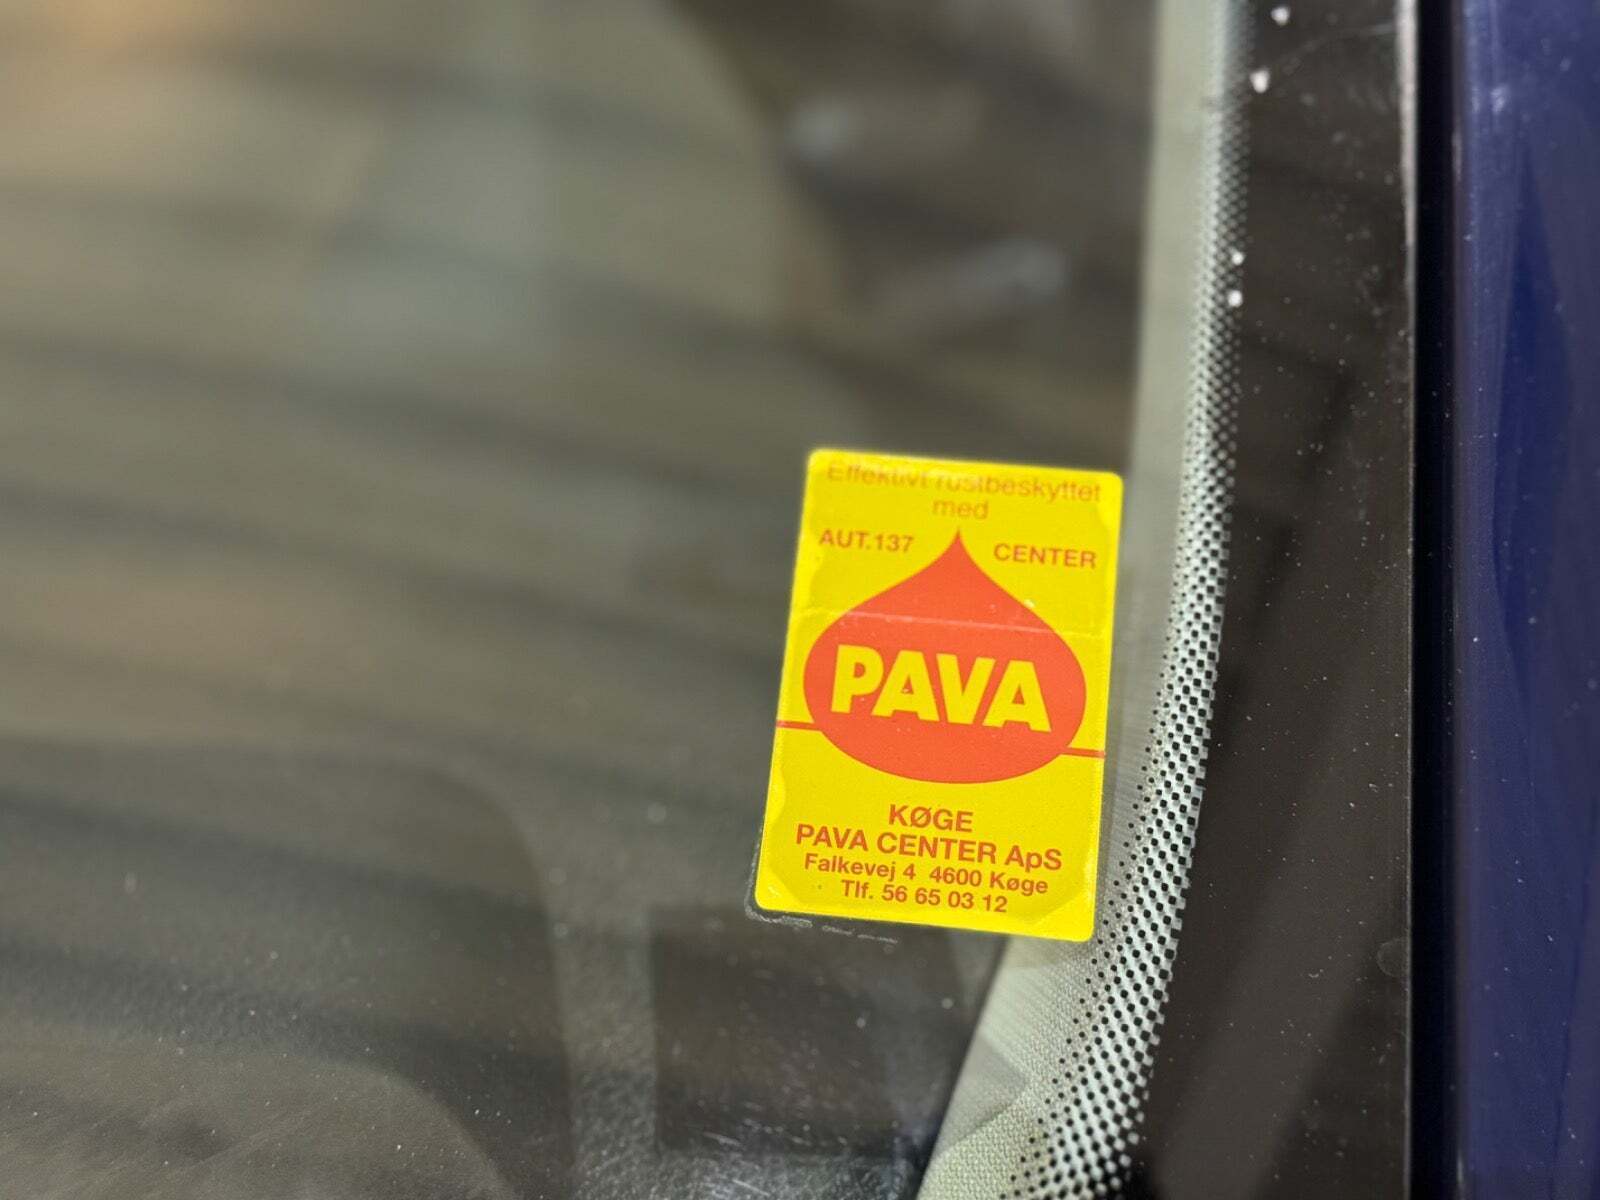 Effektivt rustbeskyttet
med
AUT.137 CENTER
PAVA
KØGE
PAVA CENTER ApS
Falkevej 4 4600 Køge
Tlf. 56 65 03 12